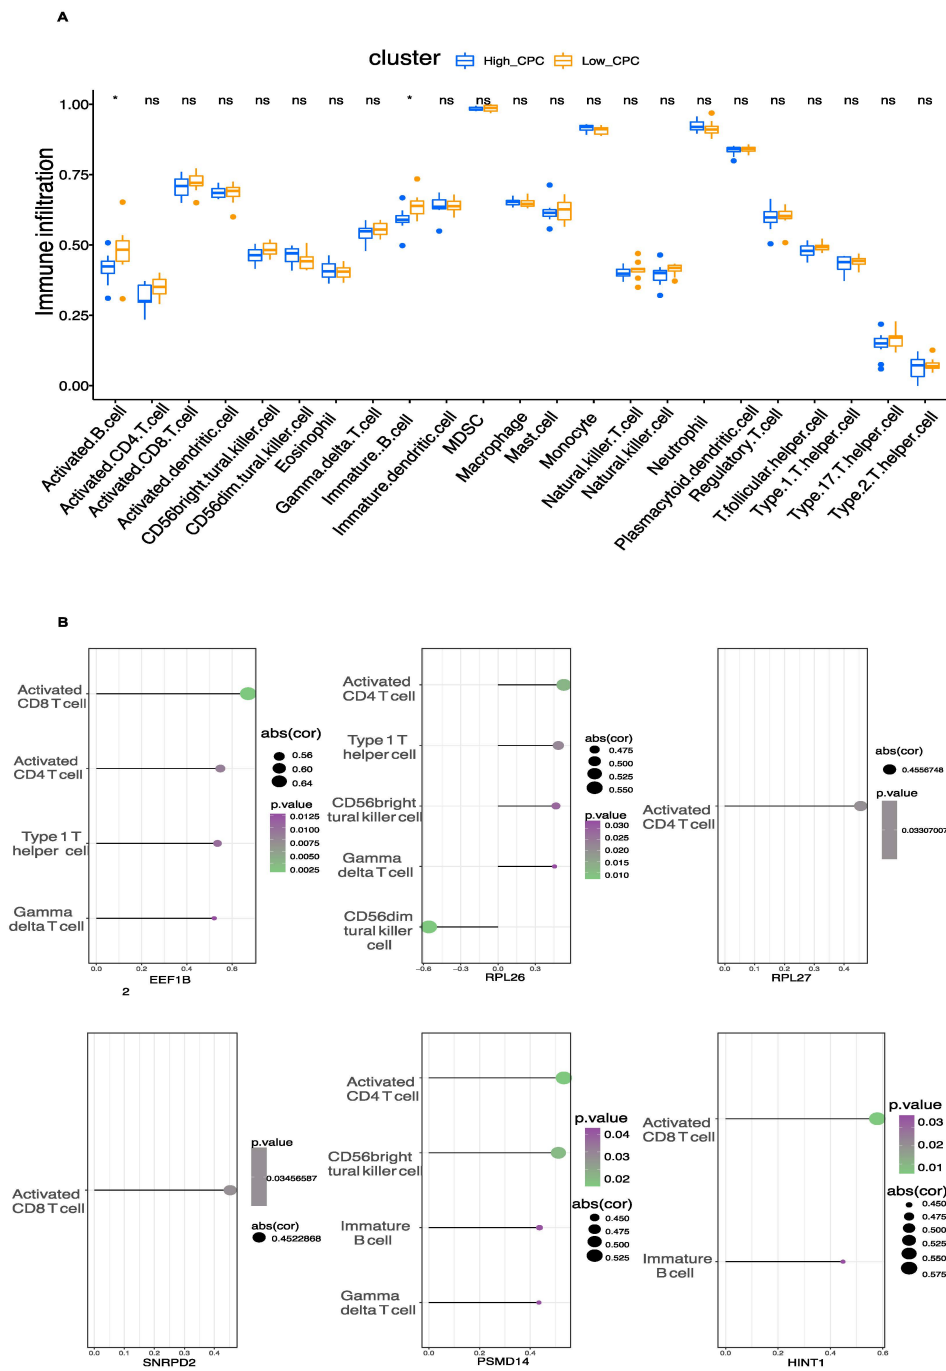 A
cluster High_CPC Low_CPC
* ns ns ns ns ns ns ns * ns ns ns ns ns ns ns ns ns ns ns ns ns ns
Immune infiltration
1.00
0.75
0.50
0.25
0.00
Activated.B.cell
Activated.CD4.T.cell
Activated.CD8.T.cell
Activated.dendritic.cell
CD56bright.tural.killer.cell
CD56dim.tural.killer.cell
Eosinophil
Gamma.delta.T.cell
Immature.B.cell
Immature.dendritic.cell
MDSC
Macrophage
Mast.cell
Monocyte
Natural.killer.T.cell
Natural.killer.cell
Neutrophil
Plasmacytoid.dendritic.cell
Regulatory.T.cell
T.follicular.helper.cell
Type.1.T.helper.cell
Type.17.T.helper.cell
Type.2.T.helper.cell
B
Activated
CD8 T cell
Activated
CD4 T cell
Type 1 T
helper cell
Gamma
delta T cell
0.0 0.2 0.4 0.6
EEF1B
2
abs(cor)
0.56
0.60
0.64
p.value
0.0125
0.0100
0.0075
0.0050
0.0025
Activated
CD4 T cell
Type 1 T
helper cell
CD56bright
tural killer cell
Gamma
delta T cell
CD56dim
tural killer
cell
−0.6 −0.3 0.0 0.3
RPL26
abs(cor)
0.475
0.500
0.525
0.550
p.value
0.030
0.025
0.020
0.015
0.010
Activated
CD4 T cell
0.0 0.1 0.2 0.3 0.4
RPL27
abs(cor)
0.4556748
p.value
0.03307007
Activated
CD8 T cell
0.0 0.1 0.2 0.3 0.4
SNRPD2
p.value
0.03456587
abs(cor)
0.4522868
Activated
CD4 T cell
CD56bright
tural killer cell
Immature
B cell
Gamma
delta T cell
0.0 0.2 0.4
PSMD14
p.value
0.04
0.03
0.02
abs(cor)
0.450
0.475
0.500
0.525
Activated
CD8 T cell
Immature
B cell
0.0 0.2 0.4 0.6
HINT1
p.value
0.03
0.02
0.01
abs(cor)
0.450
0.475
0.500
0.525
0.550
0.575